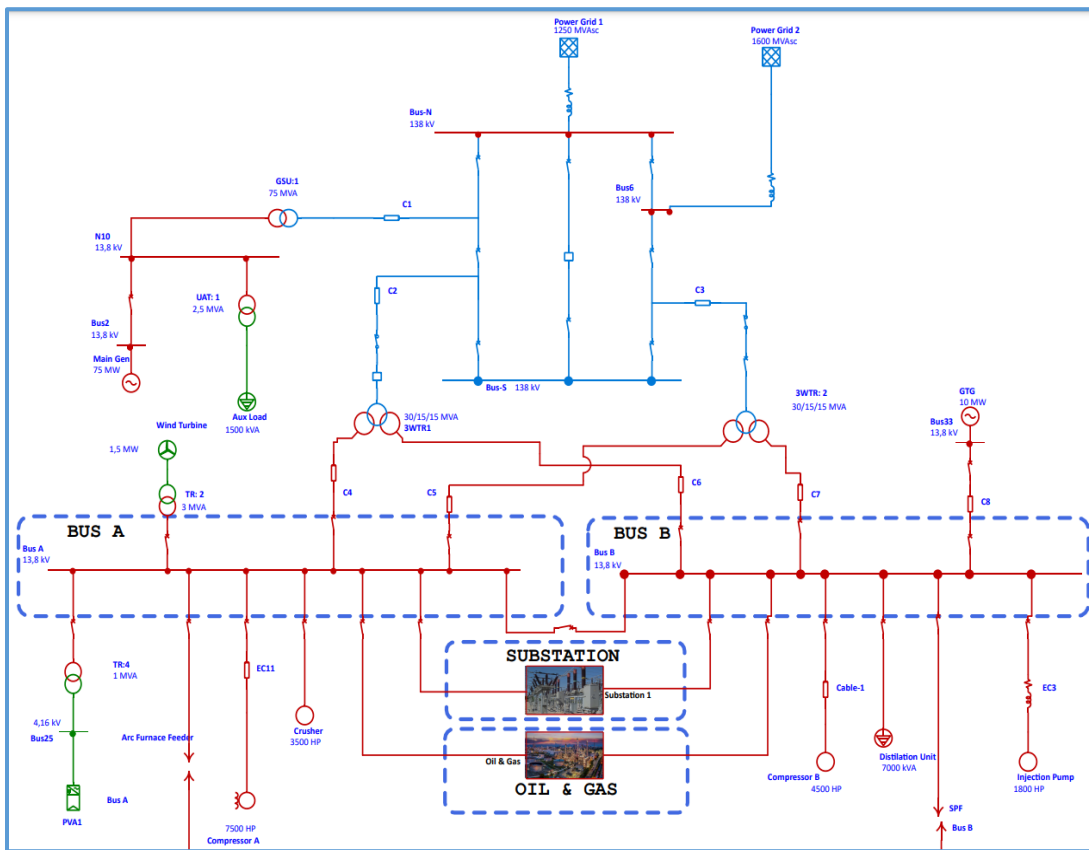 Power Grid 1
1250 MVAsc
Power Grid 2
1600 MVAsc
Bus-N
138 kV
GSU:1
75 MVA
C1
Bus6
138 kV
N10
13,8 kV
UAT: 1
2,5 MVA
C2
C3
Bus2
13,8 kV
Main Gen
75 MW
Bus-S
138 kV
Aux Load
1500 kVA
30/15/15 MVA
3WTR1
3WTR: 2
30/15/15 MVA
GTG
10 MW
Bus33
13,8 kV
Wind Turbine
1,5 MW
TR: 2
3 MVA
C4
C5
C6
C7
C8
BUS A
Bus A
13,8 kV
BUS B
Bus B
13,8 kV
SUBSTATION
Substation 1
TR:4
1 MVA
EC11
Cable-1
EC3
4,16 kV
Bus25
Arc Furnace Feeder
Crusher
3500 HP
Oil & Gas
OIL & GAS
Compressor B
4500 HP
Distilation Unit
7000 kVA
Injection Pump
1800 HP
PVA1
Bus A
7500 HP
Compressor A
SPF
Bus B